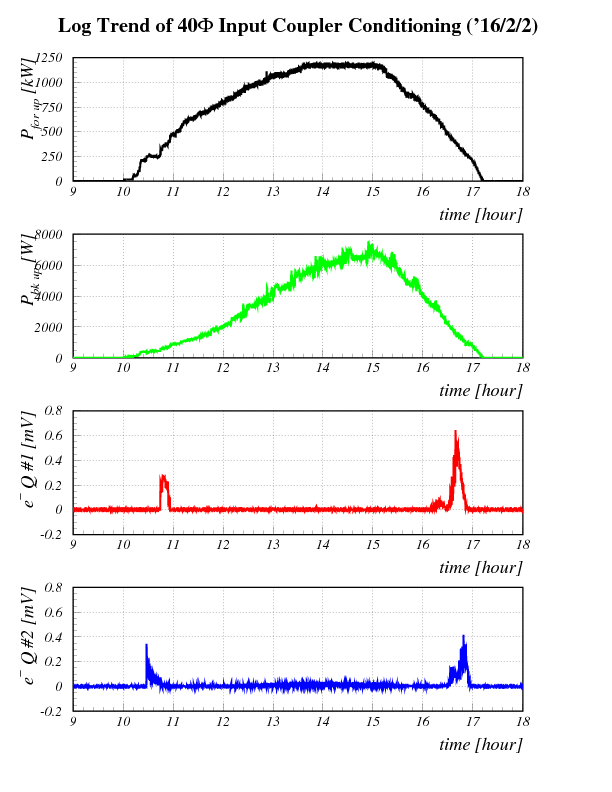 Log Trend of 40Φ Input Coupler Conditioning ('16/2/2)
P for up [kW]
1250
1000
750
500
250
0
9 10 11 12 13 14 15 16 17 18
time [hour]
[W]
8000
6000
4000
2000
0
9 10 11 12 13 14 15 16 17 18
time [hour]
e⁻ Q #1 [mV]
0.8
0.6
0.4
0.2
0
-0.2
9 10 11 12 13 14 15 16 17 18
time [hour]
e⁻ Q #2 [mV]
0.8
0.6
0.4
0.2
0
-0.2
9 10 11 12 13 14 15 16 17 18
time [hour]